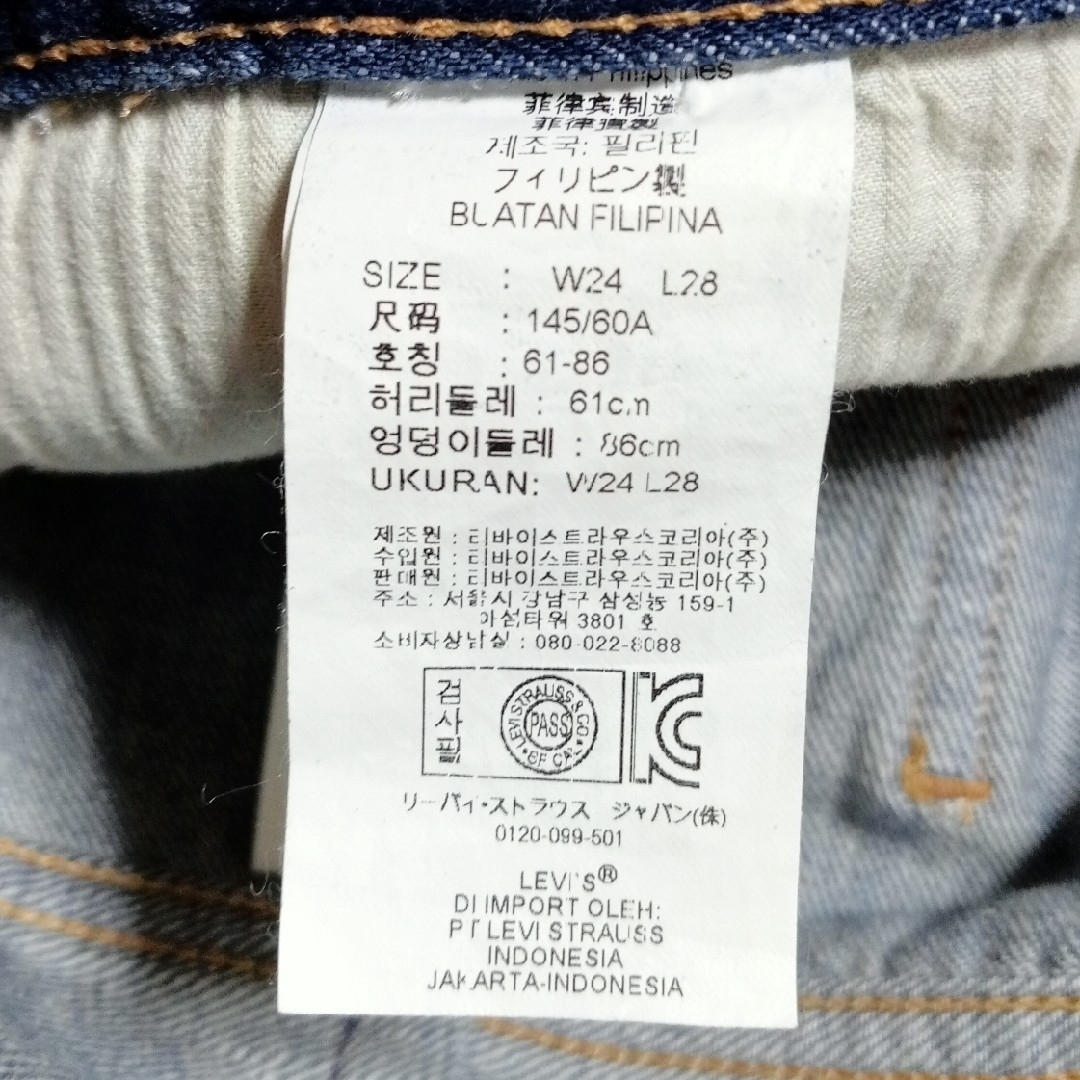 Philippines
菲律宾制造
菲律賓製
제조국: 필리핀
フィリピン製
BUATAN FILIPINA
SIZE : W24 L28
尺码 : 145/60A
호칭 : 61-86
허리둘레 : 61cm
엉덩이둘레 : 86cm
UKURAN: W24 L28
제조원 : 리바이스트라우스코리아(주)
수입원 : 리바이스트라우스코리아(주)
판매원 : 리바이스트라우스코리아(주)
주소 : 서울시 강남구 삼성동 159-1
아셈타워 3801 호
소비자상담실 : 080-022-8088
검사필
LEVI STRAUSS & CO
PASS
SF CAL
KC
リーバイ・ストラウス ジャパン(株)
0120-099-501
LEVI'S®
DI IMPORT OLEH:
PT LEVI STRAUSS
INDONESIA
JAKARTA-INDONESIA